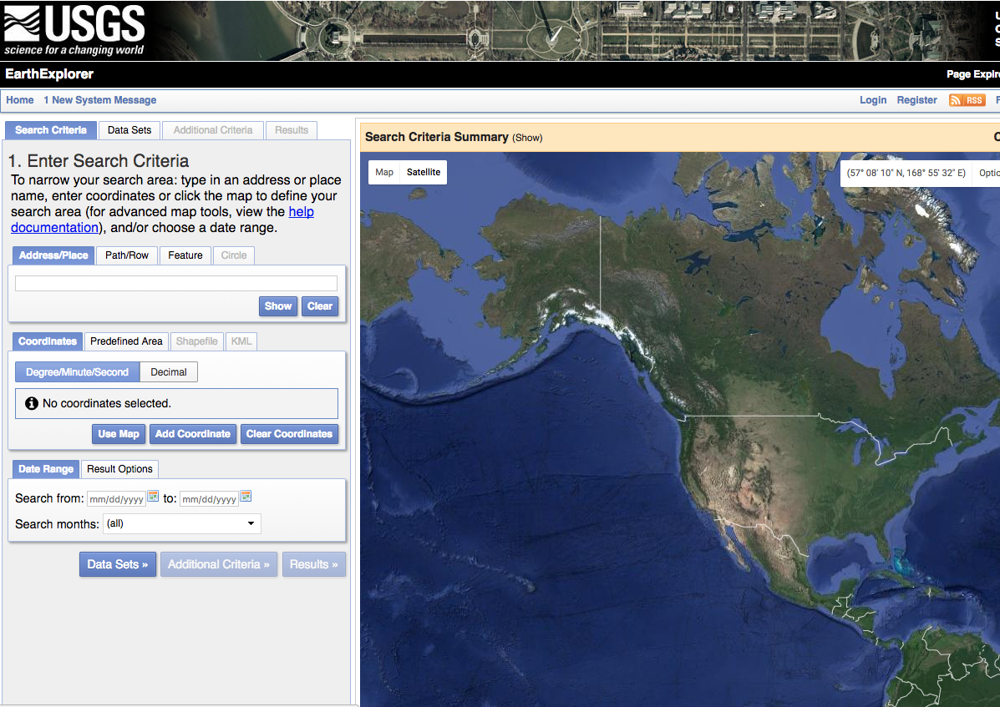 USGS
science for a changing world
EarthExplorer
Page Expire
Home 1 New System Message
Login Register RSS
Search Criteria Data Sets Additional Criteria Results
Search Criteria Summary (Show)
1. Enter Search Criteria
To narrow your search area: type in an address or place
name, enter coordinates or click the map to define your
search area (for advanced map tools, view the help
documentation), and/or choose a date range.
Map Satellite
(57° 08' 10" N, 168° 55' 32" E) Optio
Address/Place Path/Row Feature Circle
Show Clear
Coordinates Predefined Area Shapefile KML
Degree/Minute/Second Decimal
No coordinates selected.
Use Map Add Coordinate Clear Coordinates
Date Range Result Options
Search from: mm/dd/yyyy to: mm/dd/yyyy
Search months: (all)
Data Sets » Additional Criteria » Results »